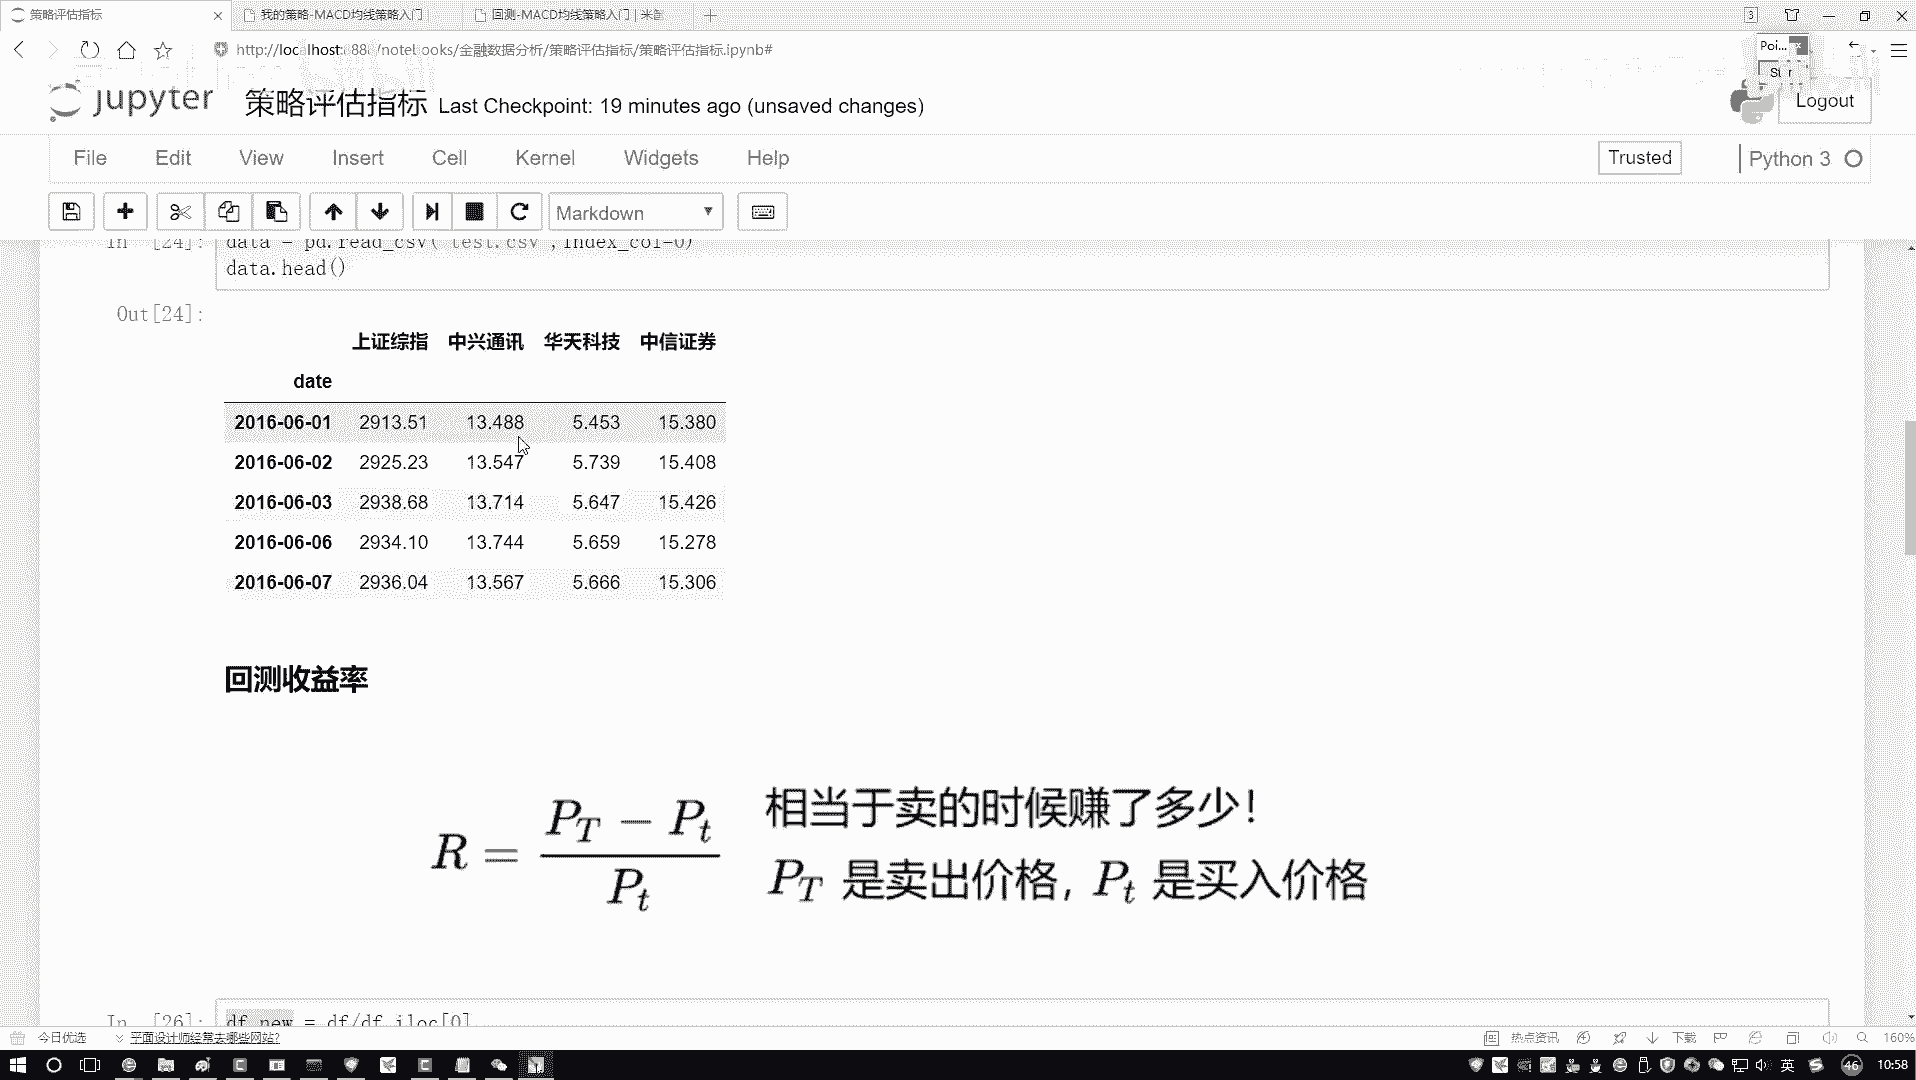 策略评估指标
我的策略-MACD均线策略入门
回测-MACD均线策略入门 | 米
3
http://localhost:888/notebooks/金融数据分析/策略评估指标/策略评估指标.ipynb#
Poi...
jupyter 策略评估指标 Last Checkpoint: 19 minutes ago (unsaved changes)
Logout
File Edit View Insert Cell Kernel Widgets Help
Trusted Python 3
Markdown
In [24]: data = pd.read_csv('test.csv',index_col=0)
data.head()
Out[24]:
上证综指 中兴通讯 华天科技 中信证券
date
2016-06-01 2913.51 13.488 5.453 15.380
2016-06-02 2925.23 13.547 5.739 15.408
2016-06-03 2938.68 13.714 5.647 15.426
2016-06-06 2934.10 13.744 5.659 15.278
2016-06-07 2936.04 13.567 5.666 15.306
回测收益率
R = (P_T − P_t) / P_t
相当于卖的时候赚了多少!
P_T 是卖出价格, P_t 是买入价格
In [26]: df_new = df/df.iloc[0]
今日优选 平面设计师经常去哪些网站?
热点资讯 下载 160%
英 46 10:58